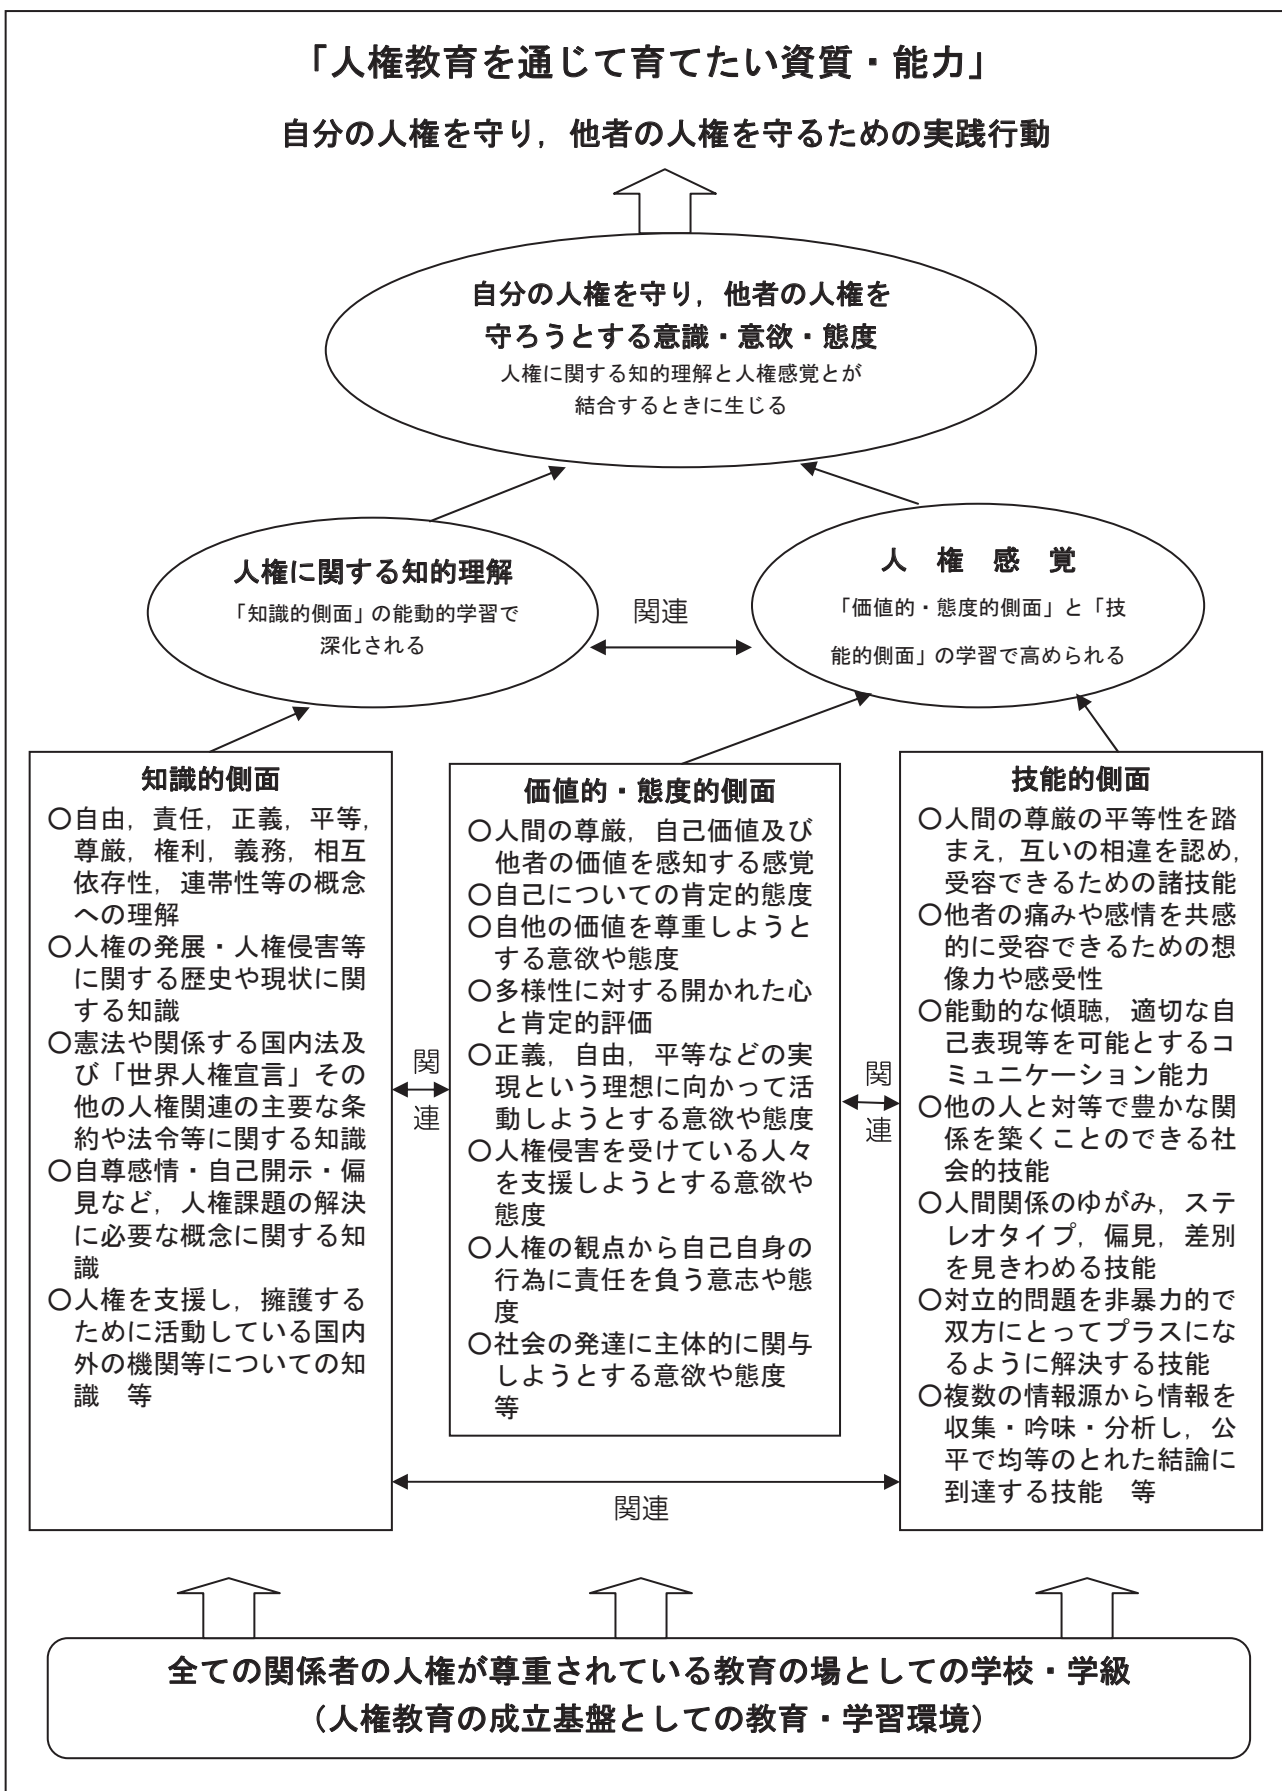 「人権教育を通じて育てたい資質・能力」
自分の人権を守り，他者の人権を守るための実践行動
自分の人権を守り，他者の人権を
守ろうとする意識・意欲・態度
人権に関する知的理解と人権感覚とが
結合するときに生じる
人権に関する知的理解
「知識的側面」の能動的学習で
深化される
関連
人　権　感　覚
「価値的・態度的側面」と「技
能的側面」の学習で高められる
知識的側面
○自由，責任，正義，平等，
尊厳，権利，義務，相互
依存性，連帯性等の概念
への理解
○人権の発展・人権侵害等
に関する歴史や現状に関
する知識
○憲法や関係する国内法及
び「世界人権宣言」その
他の人権関連の主要な条
約や法令等に関する知識
○自尊感情・自己開示・偏
見など，人権課題の解決
に必要な概念に関する知
識
○人権を支援し，擁護する
ために活動している国内
外の機関等についての知
識　等
関
連
価値的・態度的側面
○人間の尊厳，自己価値及び
他者の価値を感知する感覚
○自己についての肯定的態度
○自他の価値を尊重しようと
する意欲や態度
○多様性に対する開かれた心
と肯定的評価
○正義，自由，平等などの実
現という理想に向かって活
動しようとする意欲や態度
○人権侵害を受けている人々
を支援しようとする意欲や
態度
○人権の観点から自己自身の
行為に責任を負う意志や態
度
○社会の発達に主体的に関与
しようとする意欲や態度
等
関
連
技能的側面
○人間の尊厳の平等性を踏
まえ，互いの相違を認め，
受容できるための諸技能
○他者の痛みや感情を共感
的に受容できるための想
像力や感受性
○能動的な傾聴，適切な自
己表現等を可能とするコ
ミュニケーション能力
○他の人と対等で豊かな関
係を築くことのできる社
会的技能
○人間関係のゆがみ，ステ
レオタイプ，偏見，差別
を見きわめる技能
○対立的問題を非暴力的で
双方にとってプラスにな
るように解決する技能
○複数の情報源から情報を
収集・吟味・分析し，公
平で均等のとれた結論に
到達する技能　等
関連
全ての関係者の人権が尊重されている教育の場としての学校・学級
（人権教育の成立基盤としての教育・学習環境）